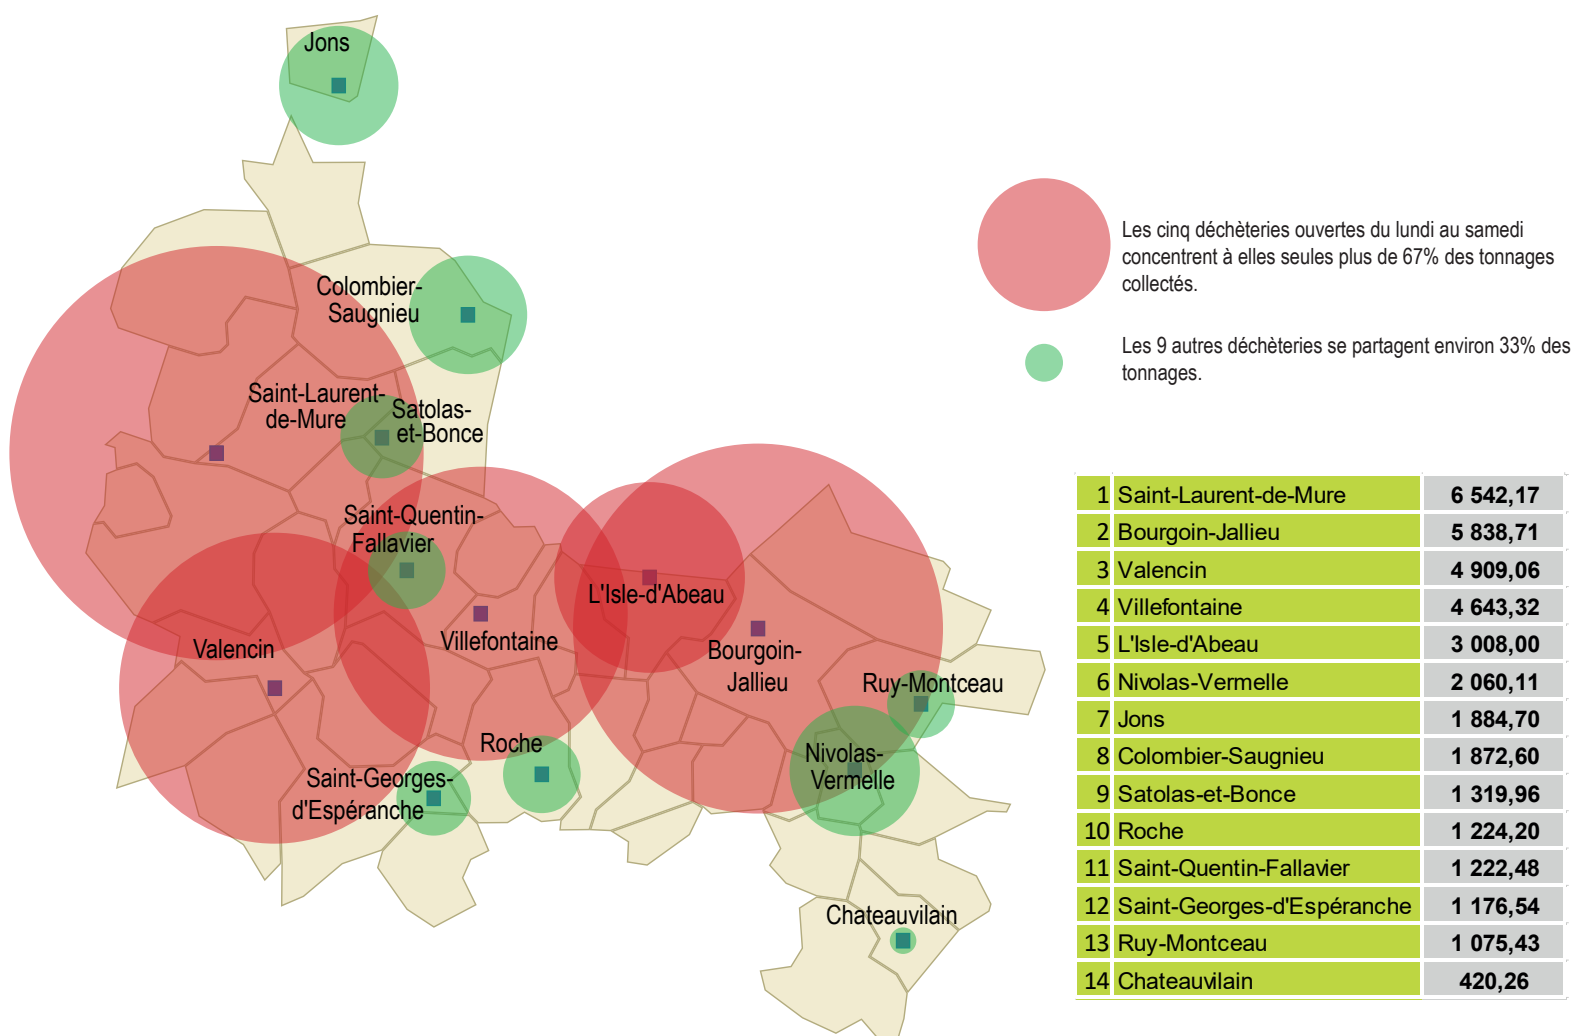 Jons
Colombier-
Saugnieu
Saint-Laurent-
de-Mure
Satolas-
et-Bonce
Saint-Quentin-
Fallavier
L'Isle-d'Abeau
Villefontaine
Valencin
Bourgoin-
Jallieu
Ruy-Montceau
Roche
Nivolas-
Vermelle
Saint-Georges-
d'Espéranche
Chateauvilain
Les cinq déchèteries ouvertes du lundi au samedi
concentrent à elles seules plus de 67% des tonnages
collectés.
Les 9 autres déchèteries se partagent environ 33% des
tonnages.
1 Saint-Laurent-de-Mure 6 542,17
2 Bourgoin-Jallieu 5 838,71
3 Valencin 4 909,06
4 Villefontaine 4 643,32
5 L'Isle-d'Abeau 3 008,00
6 Nivolas-Vermelle 2 060,11
7 Jons 1 884,70
8 Colombier-Saugnieu 1 872,60
9 Satolas-et-Bonce 1 319,96
10 Roche 1 224,20
11 Saint-Quentin-Fallavier 1 222,48
12 Saint-Georges-d'Espéranche 1 176,54
13 Ruy-Montceau 1 075,43
14 Chateauvilain 420,26